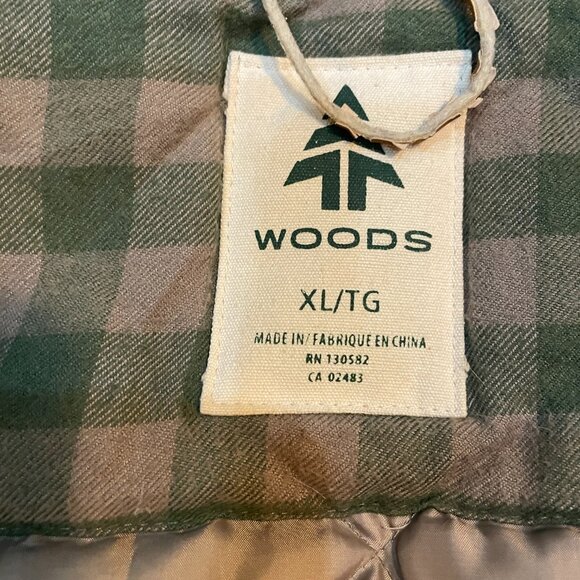 WOODS
XL/TG
MADE IN/FABRIQUE EN CHINA
RN 130582
CA 02483